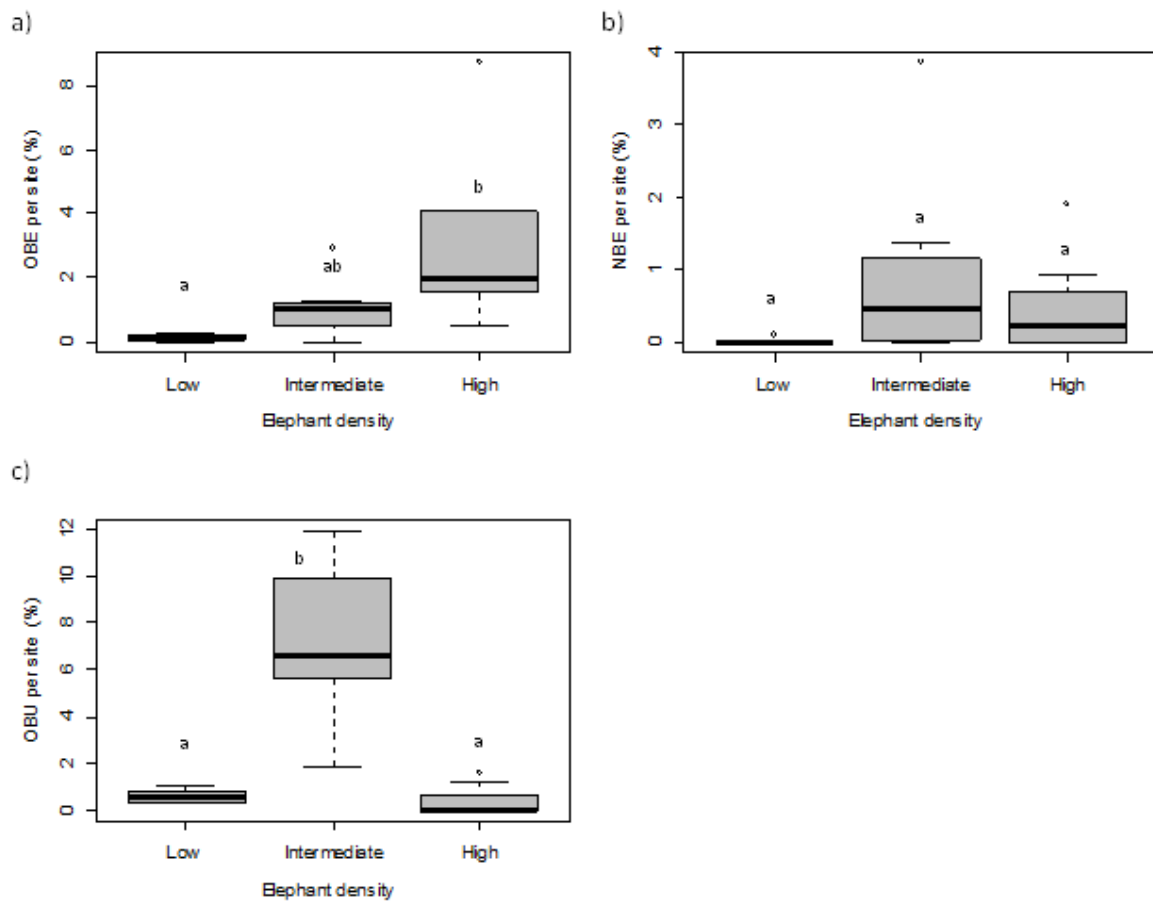 a)
OBE per site (%)
8
6
4
2
0
a
ab
b
Low Intermediate High
Elephant density
b)
NBE per site (%)
4
3
2
1
0
a
a
a
Low Intermediate High
Elephant density
c)
OBU per site (%)
12
10
8
6
4
2
0
a
b
a
Low Intermediate High
Elephant density